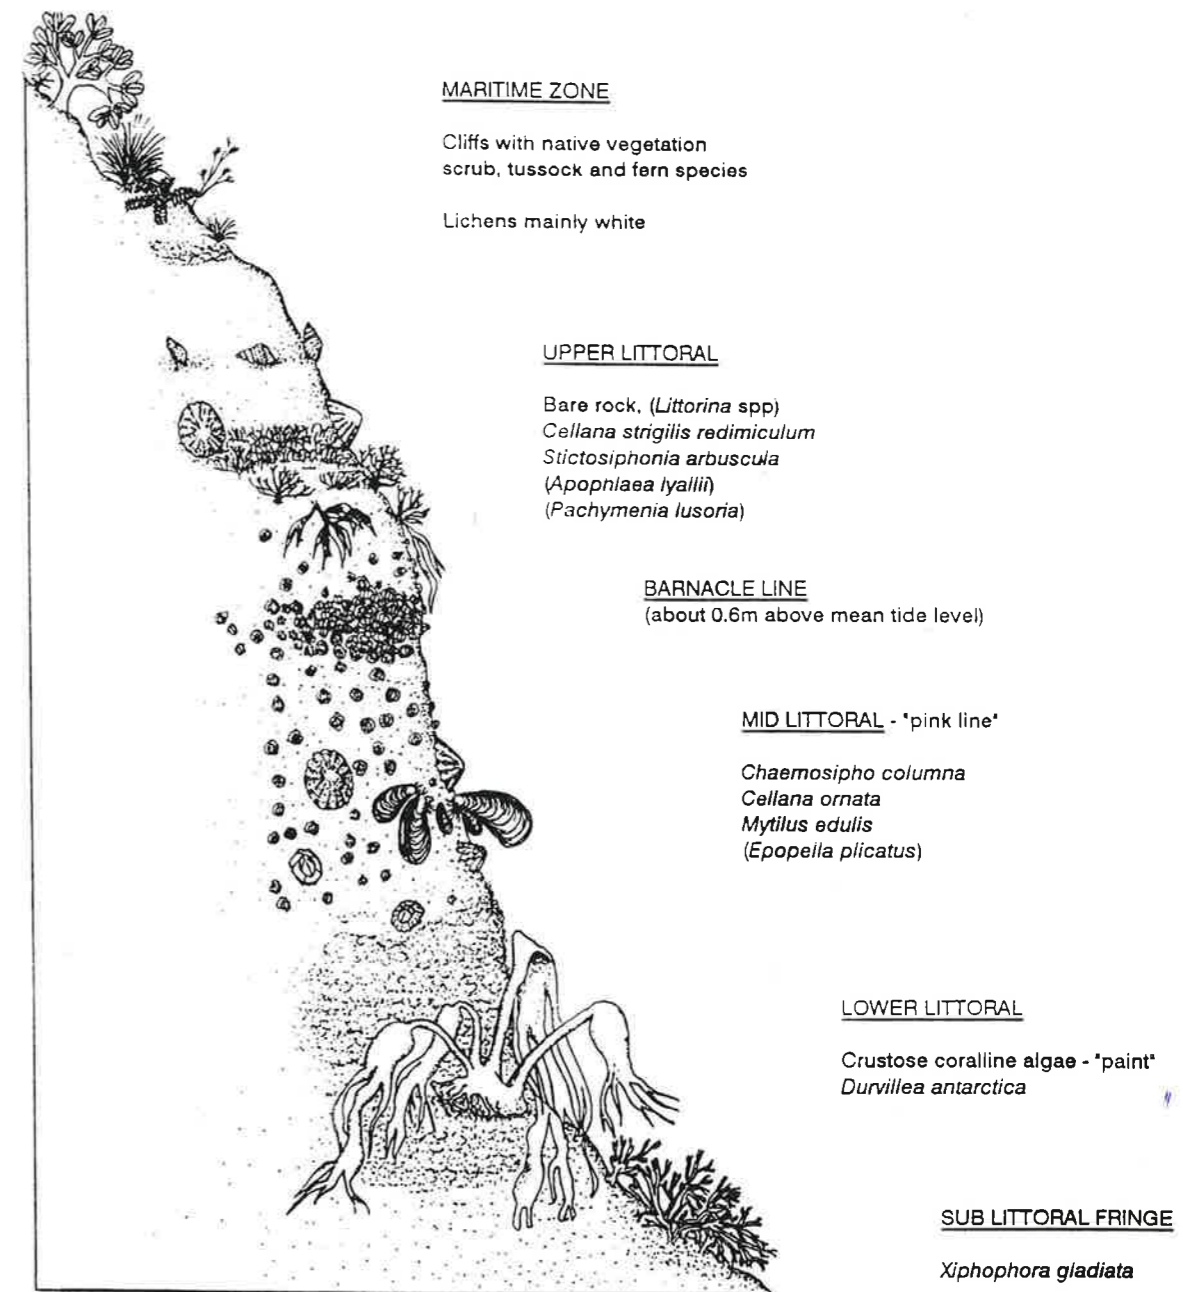 MARITIME ZONE
Cliffs with native vegetation
scrub, tussock and fern species
Lichens mainly white
UPPER LITTORAL
Bare rock, (Littorina spp)
Cellana strigilis redimiculum
Stictosiphonia arbuscula
(Apophlaea lyallii)
(Pachymenia lusoria)
BARNACLE LINE
(about 0.6m above mean tide level)
MID LITTORAL - "pink line"
Chaemosipho columna
Cellana ornata
Mytilus edulis
(Epopella plicatus)
LOWER LITTORAL
Crustose coralline algae - "paint"
Durvillea antarctica
SUB LITTORAL FRINGE
Xiphophora gladiata